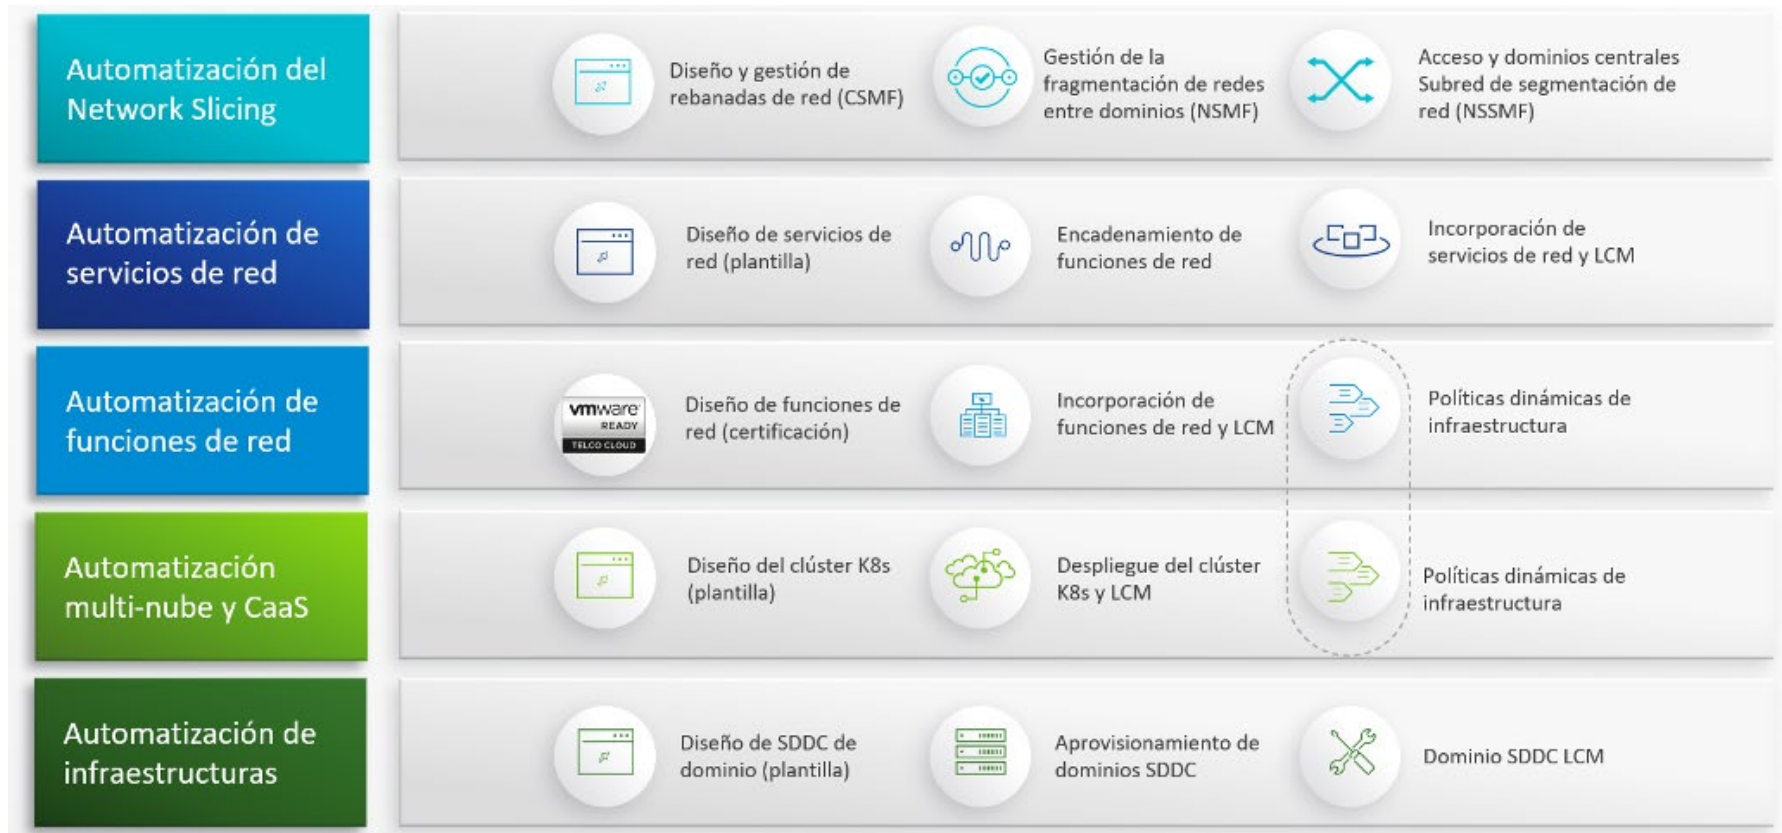 Automatización del
Network Slicing
Diseño y gestión de
rebanadas de red (CSMF)
Gestión de la
fragmentación de redes
entre dominios (NSMF)
Acceso y dominios centrales
Subred de segmentación de
red (NSSMF)
Automatización de
servicios de red
Diseño de servicios de
red (plantilla)
Encadenamiento de
funciones de red
Incorporación de
servicios de red y LCM
Automatización de
funciones de red
vmware
READY
TELCO CLOUD
Diseño de funciones de
red (certificación)
Incorporación de
funciones de red y LCM
Políticas dinámicas de
infraestructura
Automatización
multi-nube y CaaS
Diseño del clúster K8s
(plantilla)
Despliegue del clúster
K8s y LCM
Políticas dinámicas de
infraestructura
Automatización de
infraestructuras
Diseño de SDDC de
dominio (plantilla)
Aprovisionamiento de
dominios SDDC
Dominio SDDC LCM